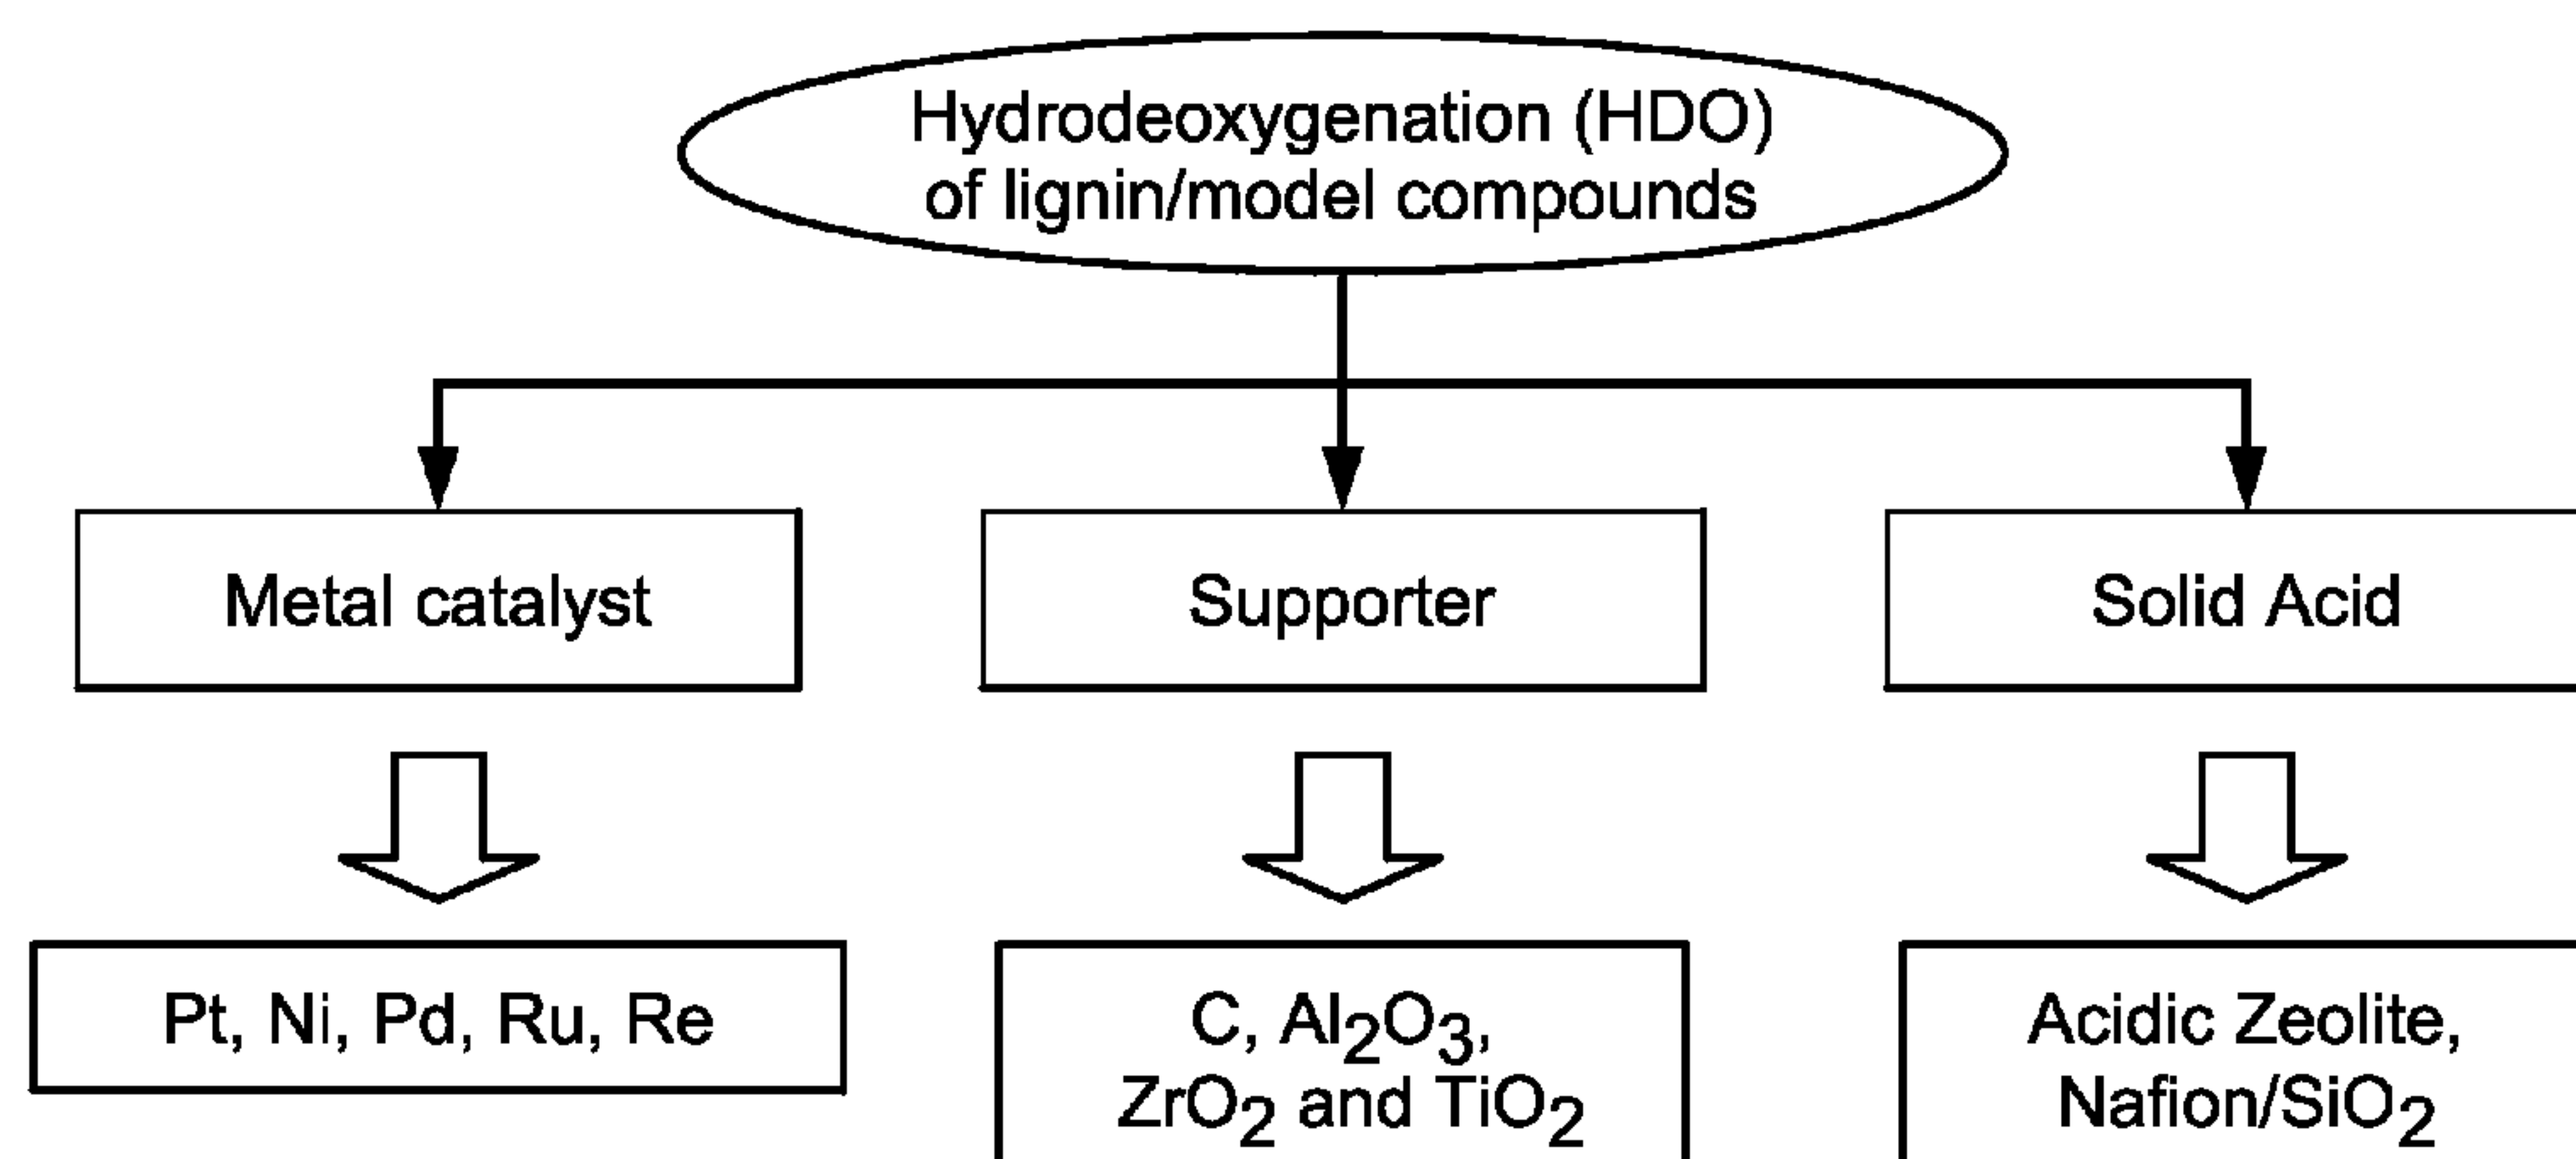 Hydrodeoxygenation (HDO)
of lignin/model compounds
Metal catalyst
Supporter
Solid Acid
Pt, Ni, Pd, Ru, Re
C, Al₂O₃,
ZrO₂ and TiO₂
Acidic Zeolite,
Nafion/SiO₂